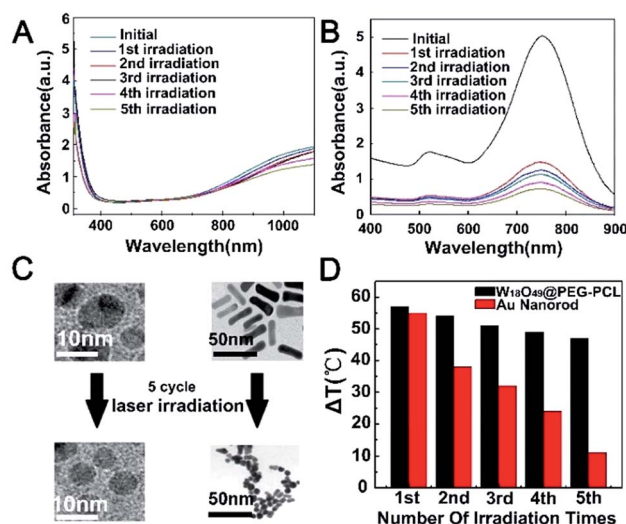 A
6
5
4
3
2
1
0
Absorbance(a.u.)
Initial
1st irradiation
2nd irradiation
3rd irradiation
4th irradiation
5th irradiation
400 600 800 1000
Wavelength(nm)
B
5
4
3
2
1
0
Absorbance(a.u.)
Initial
1st irradiation
2nd irradiation
3rd irradiation
4th irradiation
5th irradiation
400 500 600 700 800 900
Wavelength(nm)
C
10nm
50nm
5 cycle
laser irradiation
10nm
50nm
D
60
50
40
30
20
10
0
ΔT(℃)
W₁₈O₄₉@PEG-PCL
Au Nanorod
1st 2nd 3rd 4th 5th
Number Of Irradiation Times